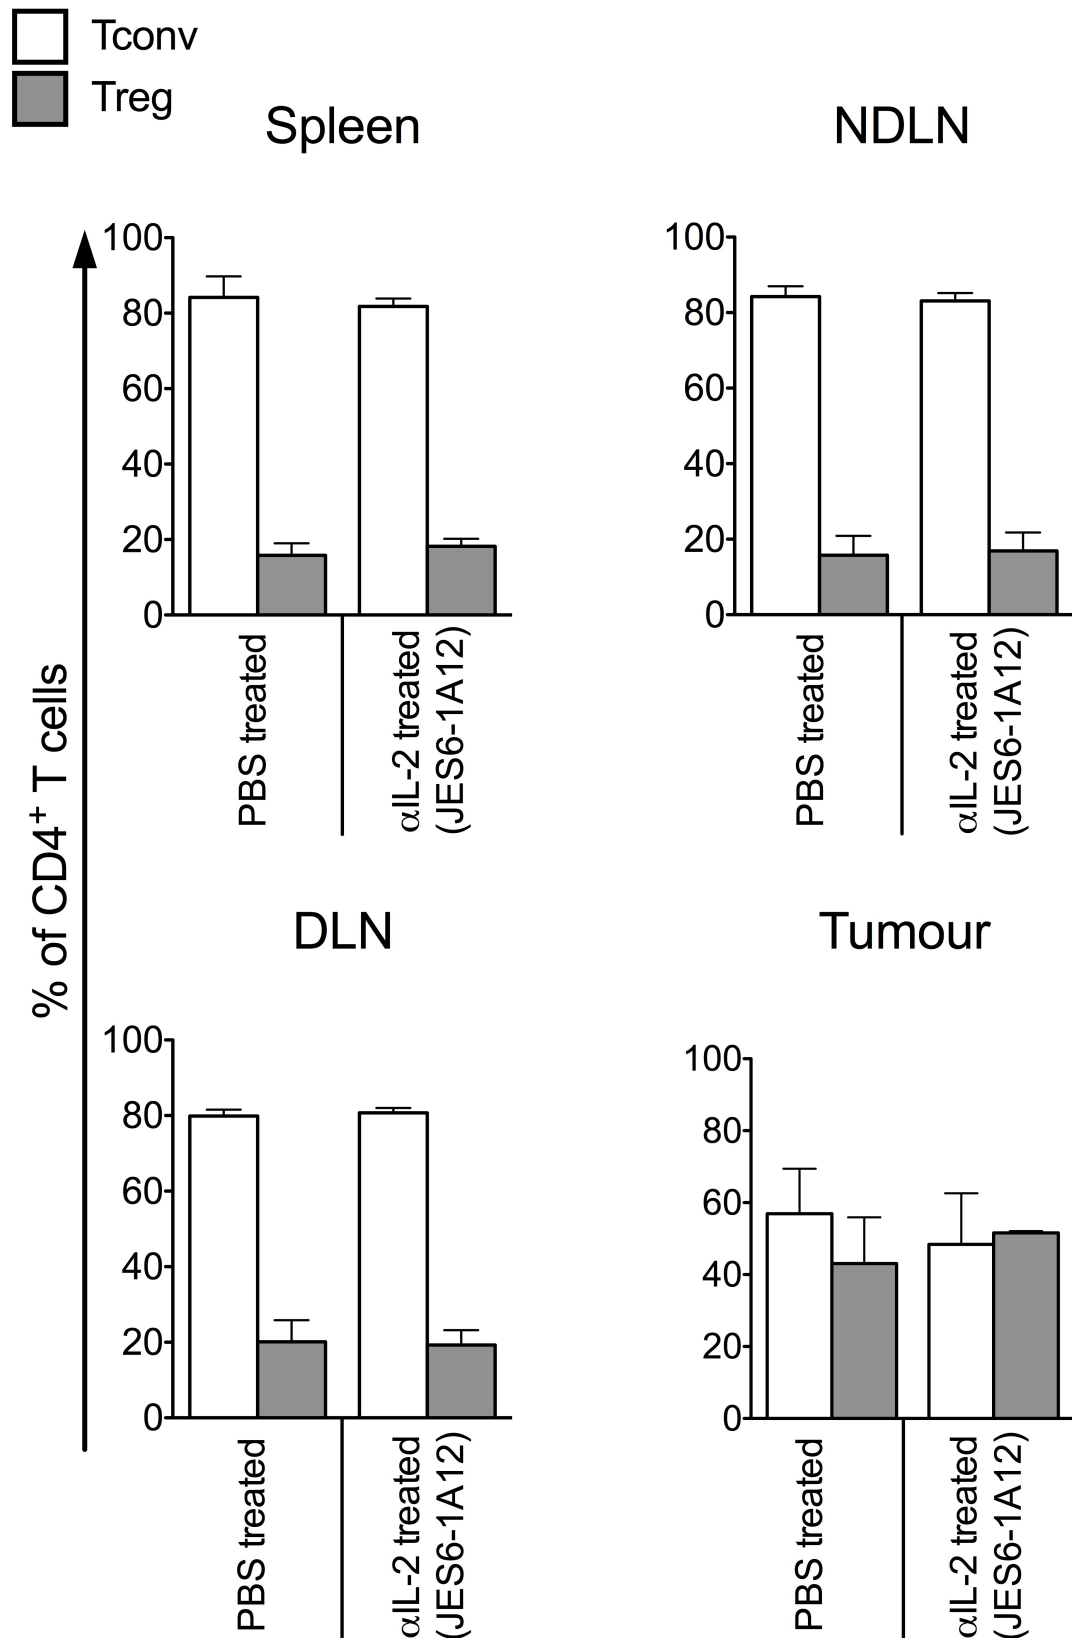 Tconv
Treg
Spleen
NDLN
% of CD4⁺ T cells
100
80
60
40
20
0
PBS treated
αIL-2 treated
(JES6-1A12)
100
80
60
40
20
0
PBS treated
αIL-2 treated
(JES6-1A12)
DLN
Tumour
100
80
60
40
20
0
PBS treated
αIL-2 treated
(JES6-1A12)
100
80
60
40
20
0
PBS treated
αIL-2 treated
(JES6-1A12)